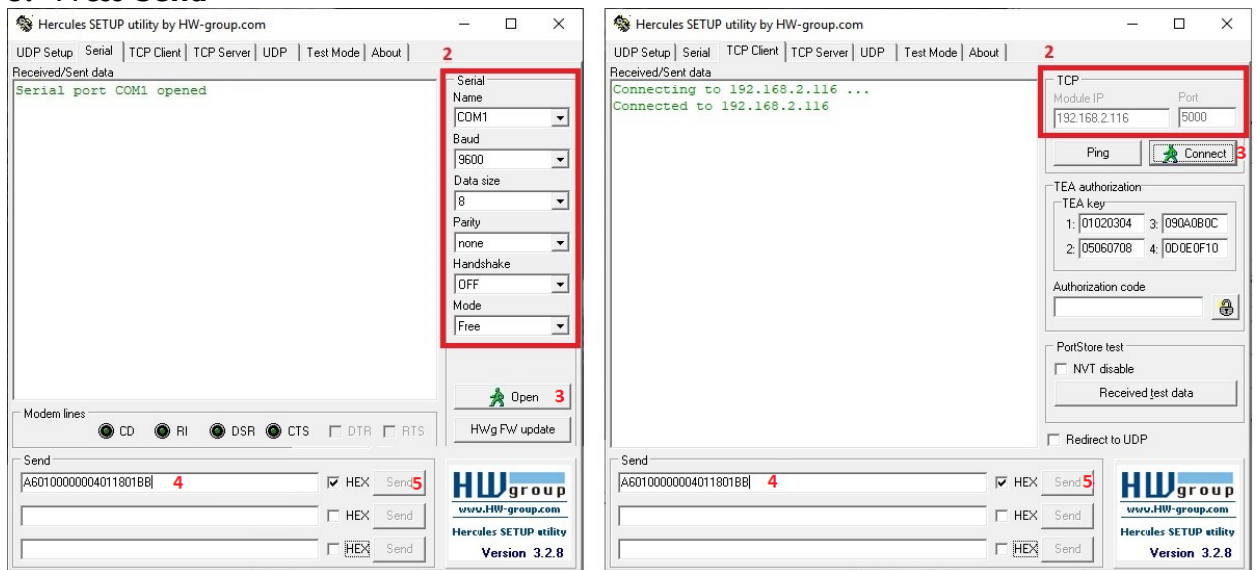 Hercules SETUP utility by HW-group.com
UDP Setup Serial TCP Client TCP Server UDP Test Mode About
2
Received/Sent data
Serial port COM1 opened
Serial
Name
COM1
Baud
9600
Data size
8
Parity
none
Handshake
OFF
Mode
Free
Open 3
HWg FW update
Modem lines
CD RI DSR CTS DTR RTS
Send
A60100000004011801BB 4 HEX Send 5
HEX Send
HEX Send
HW group
www.HW-group.com
Hercules SETUP utility
Version 3.2.8
Hercules SETUP utility by HW-group.com
UDP Setup Serial TCP Client TCP Server UDP Test Mode About
2
Received/Sent data
Connecting to 192.168.2.116 ...
Connected to 192.168.2.116
TCP
Module IP Port
192.168.2.116 5000
Ping Connect 3
TEA authorization
TEA key
1: 01020304 3: 090A0B0C
2: 05060708 4: 0D0E0F10
Authorization code
PortStore test
NVT disable
Received test data
Redirect to UDP
Send
A60100000004011801BB 4 HEX Send 5
HEX Send
HEX Send
HW group
www.HW-group.com
Hercules SETUP utility
Version 3.2.8